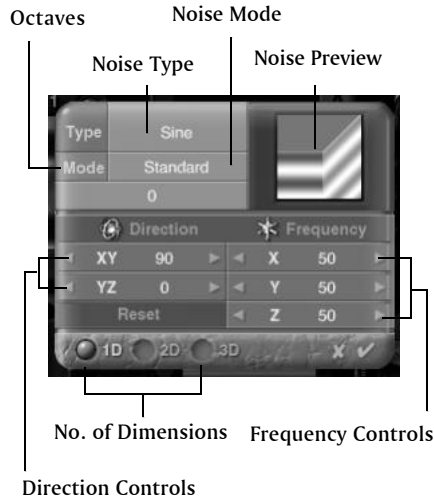 Octaves
Noise Mode
Noise Type
Noise Preview
Type Sine
Mode Standard
0
Direction Frequency
XY 90 X 50
YZ 0 Y 50
Reset Z 50
1D 2D 3D
No. of Dimensions
Frequency Controls
Direction Controls